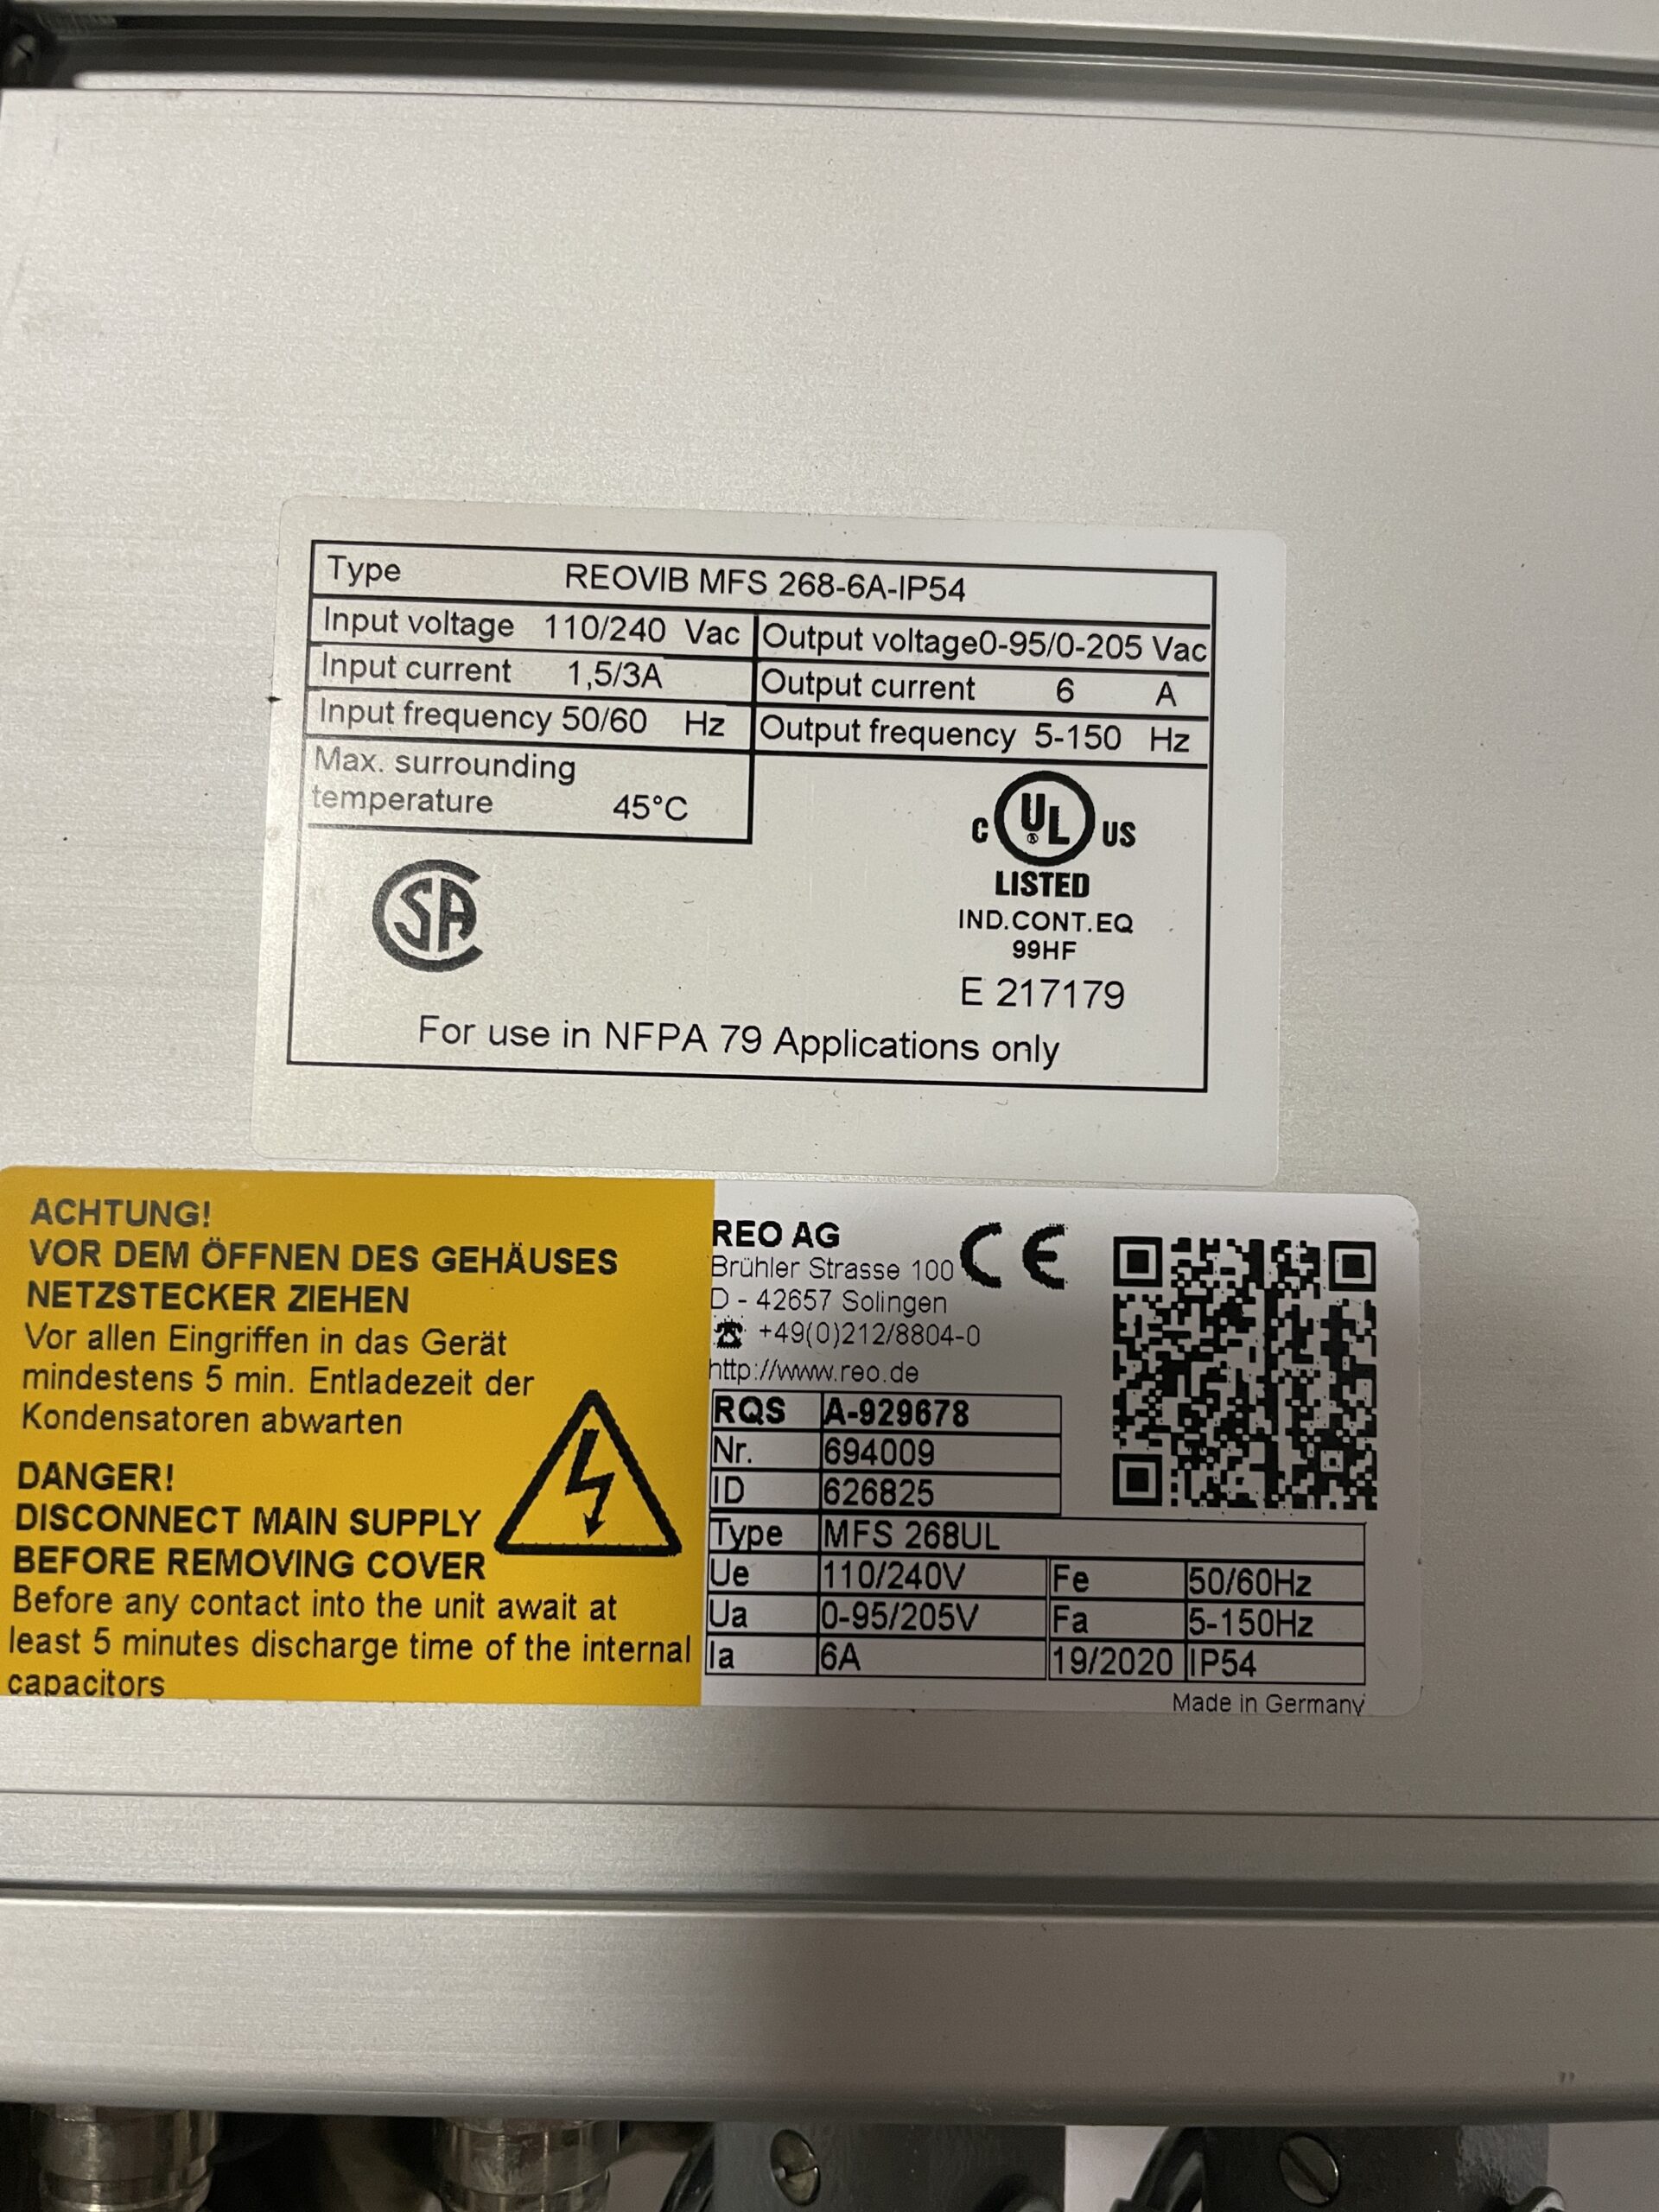 Type REOVIB MFS 268-6A-IP54
Input voltage 110/240 Vac Output voltage0-95/0-205 Vac
Input current 1,5/3A Output current 6 A
Input frequency 50/60 Hz Output frequency 5-150 Hz
Max. surrounding
temperature 45°C
C UL® US
LISTED
IND.CONT.EQ
99HF
E 217179
SA
For use in NFPA 79 Applications only
ACHTUNG!
VOR DEM ÖFFNEN DES GEHÄUSES
NETZSTECKER ZIEHEN
Vor allen Eingriffen in das Gerät
mindestens 5 min. Entladezeit der
Kondensatoren abwarten
DANGER!
DISCONNECT MAIN SUPPLY
BEFORE REMOVING COVER
Before any contact into the unit await at
least 5 minutes discharge time of the internal
capacitors
REO AG
CE
Brühler Strasse 100
D - 42657 Solingen
☎ +49(0)212/8804-0
http://www.reo.de
RQS A-929678
Nr. 694009
ID 626825
Type MFS 268UL
Ue 110/240V Fe 50/60Hz
Ua 0-95/205V Fa 5-150Hz
Ia 6A 19/2020 IP54
Made in Germany